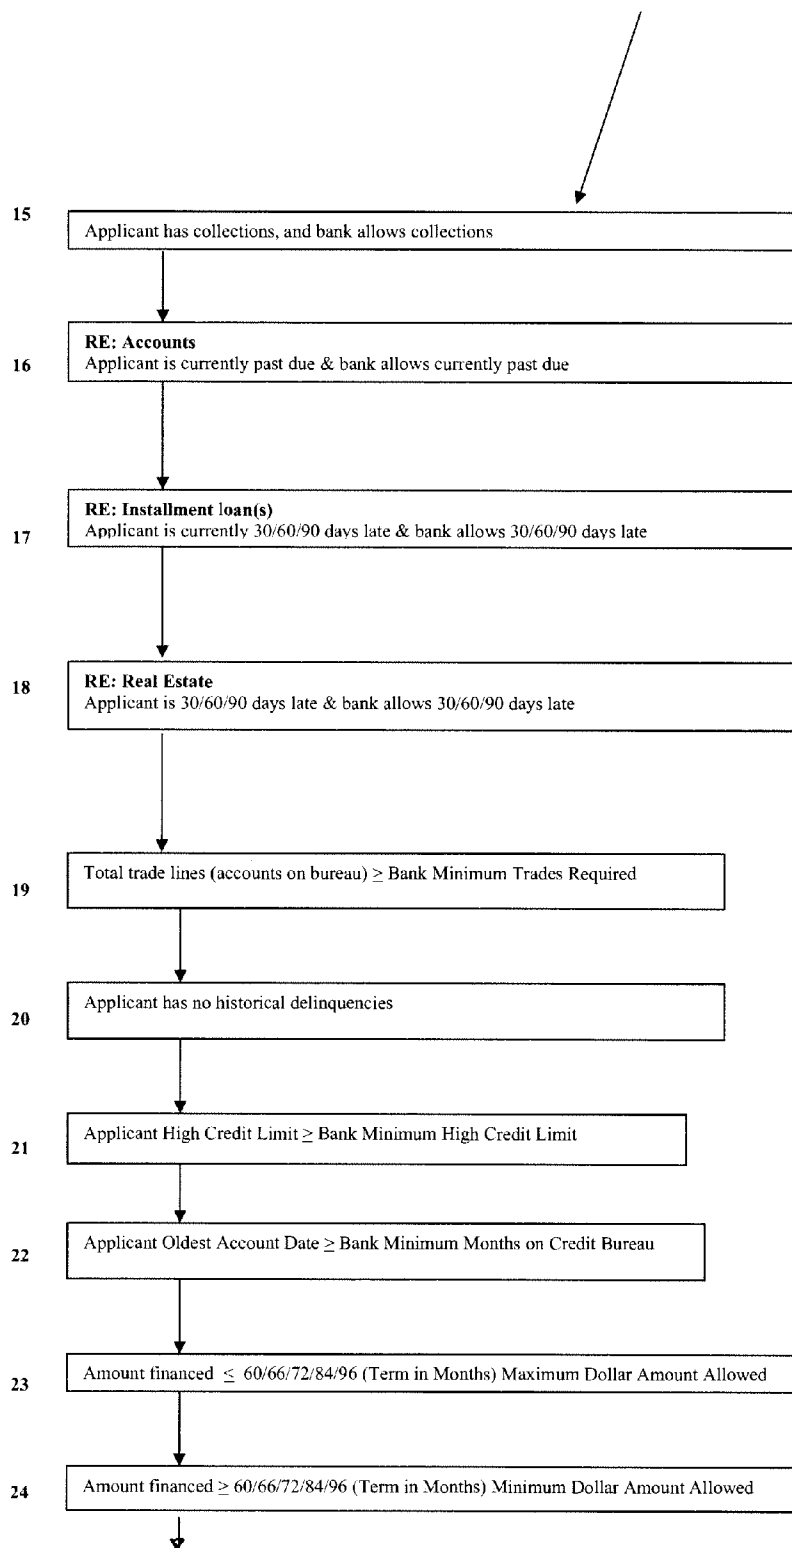 15
Applicant has collections, and bank allows collections
RE: Accounts
16
Applicant is currently past due & bank allows currently past due
RE: Installment loan(s)
17
Applicant is currently 30/60/90 days late & bank allows 30/60/90 days late
18
RE: Real Estate
Applicant is 30/60/90 days late & bank allows 30/60/90 days late
19
Total trade lines (accounts on bureau) ≥ Bank Minimum Trades Required
20
Applicant has no historical delinquencies
21
Applicant High Credit Limit ≥ Bank Minimum High Credit Limit
22
Applicant Oldest Account Date ≥ Bank Minimum Months on Credit Bureau
23
Amount financed ≤ 60/66/72/84/96 (Term in Months) Maximum Dollar Amount Allowed
24
Amount financed ≥ 60/66/72/84/96 (Term in Months) Minimum Dollar Amount Allowed